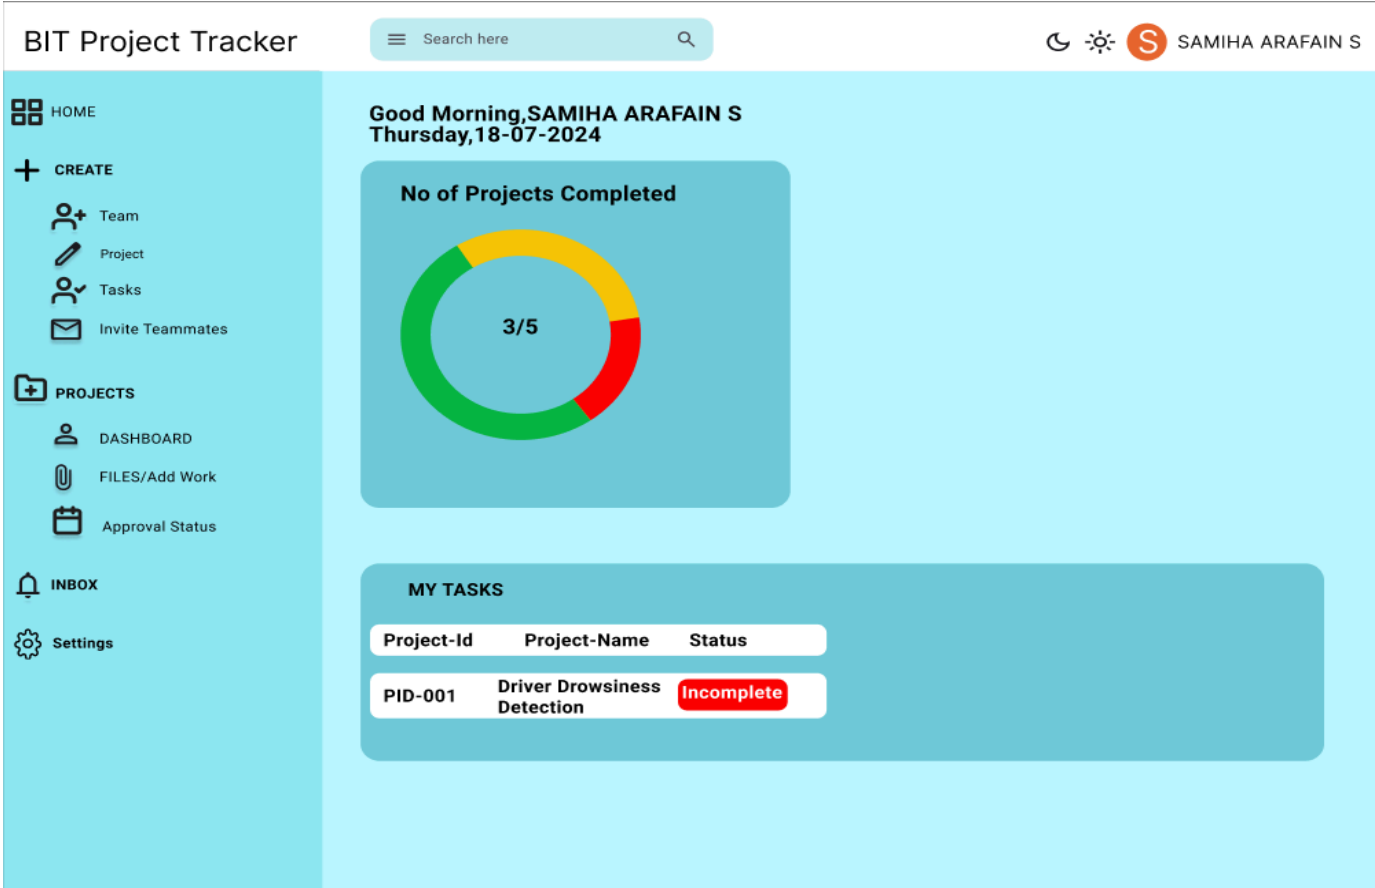 BIT Project Tracker
Search here
S
SAMIHA ARAFAIN S
HOME
CREATE
Team
Project
Tasks
Invite Teammates
PROJECTS
DASHBOARD
FILES/Add Work
Approval Status
INBOX
Settings
Good Morning,SAMIHA ARAFAIN S
Thursday,18-07-2024
No of Projects Completed
3/5
MY TASKS
Project-Id Project-Name Status
PID-001 Driver Drowsiness Incomplete
Detection